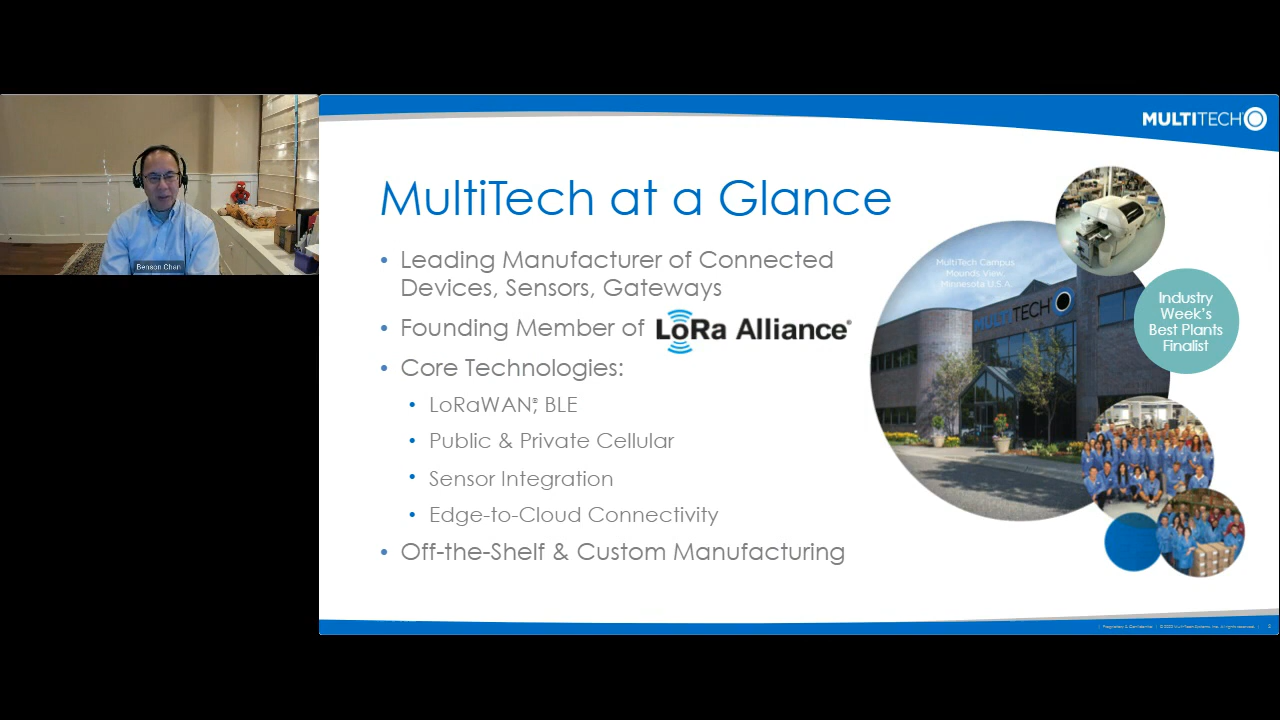 Benson Chan
MULTITECH
MultiTech at a Glance
• Leading Manufacturer of Connected
Devices, Sensors, Gateways
• Founding Member of LoRa Alliance®
• Core Technologies:
• LoRaWAN®, BLE
• Public & Private Cellular
• Sensor Integration
• Edge-to-Cloud Connectivity
• Off-the-Shelf & Custom Manufacturing
MultiTech Campus
Mounds View,
Minnesota U.S.A
MULTITECH
Industry
Week's
Best Plants
Finalist